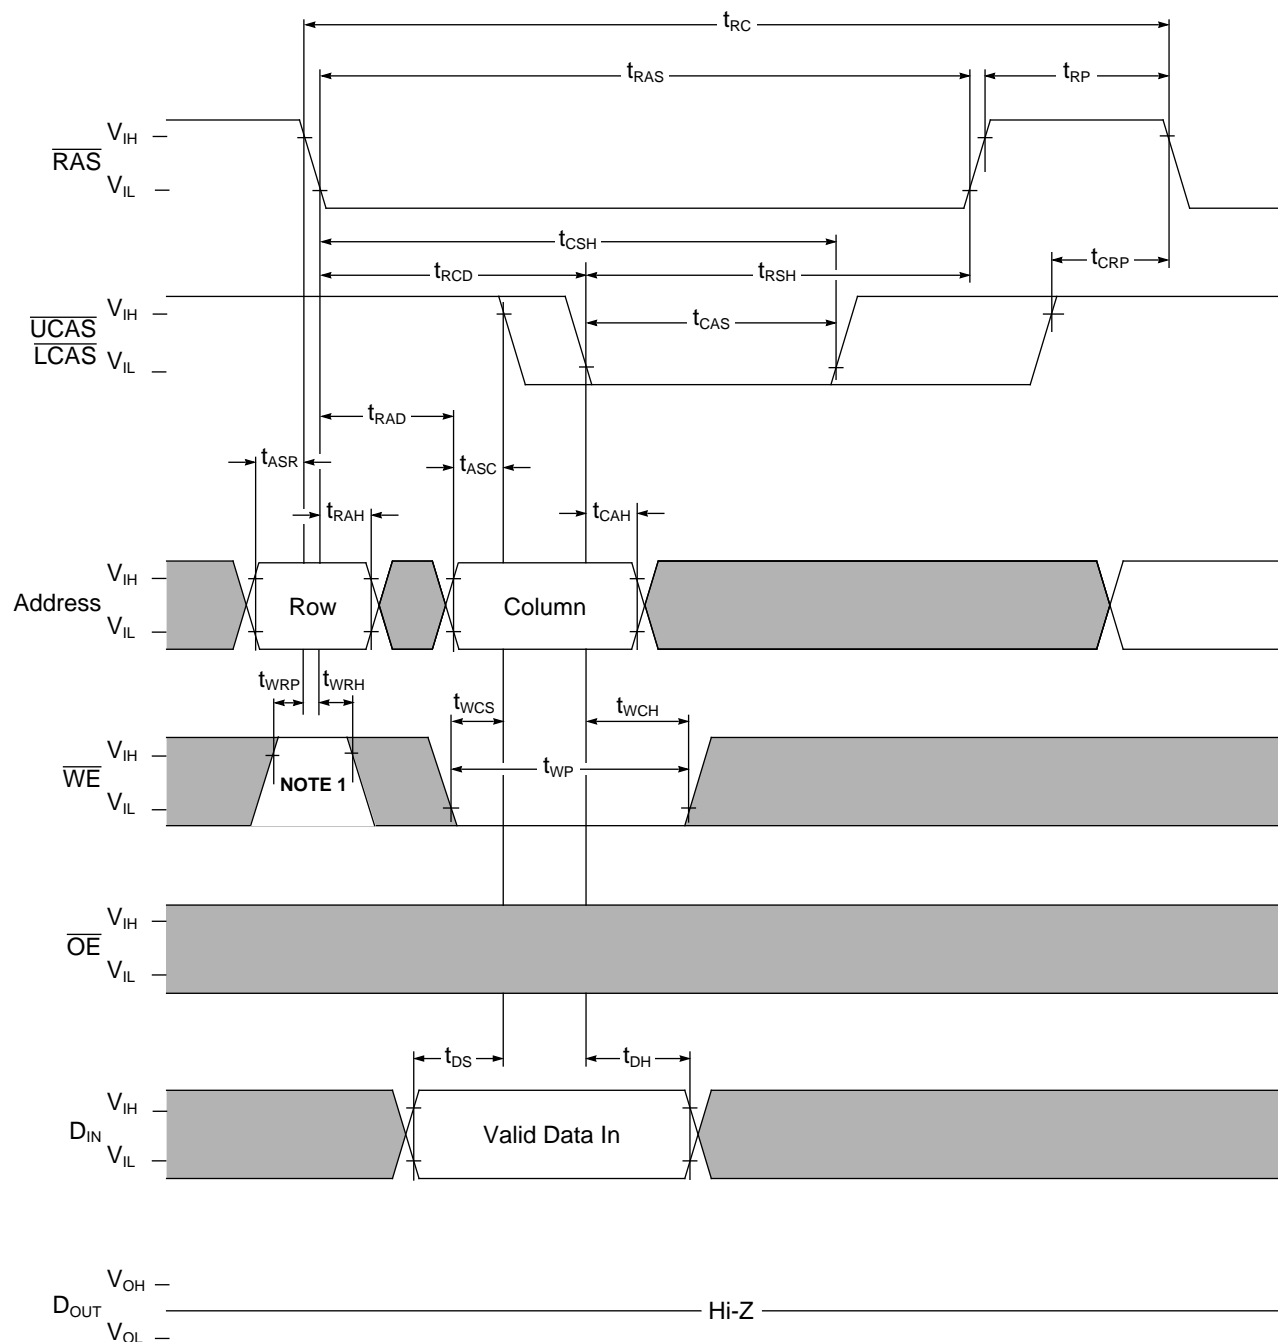 tRC
tRAS
tRP
VIH
RAS
VIL
tCSH
tRCD
tRSH
tCRP
VIH
UCAS
LCAS
VIL
tCAS
tRAD
tASR
tASC
tRAH
tCAH
VIH
Address
VIL
Row
Column
tWRP
tWRH
tWCS
tWCH
VIH
WE
VIL
NOTE 1
tWP
VIH
OE
VIL
tDS
tDH
VIH
DIN
VIL
Valid Data In
VOH
DOUT
VOL
Hi-Z